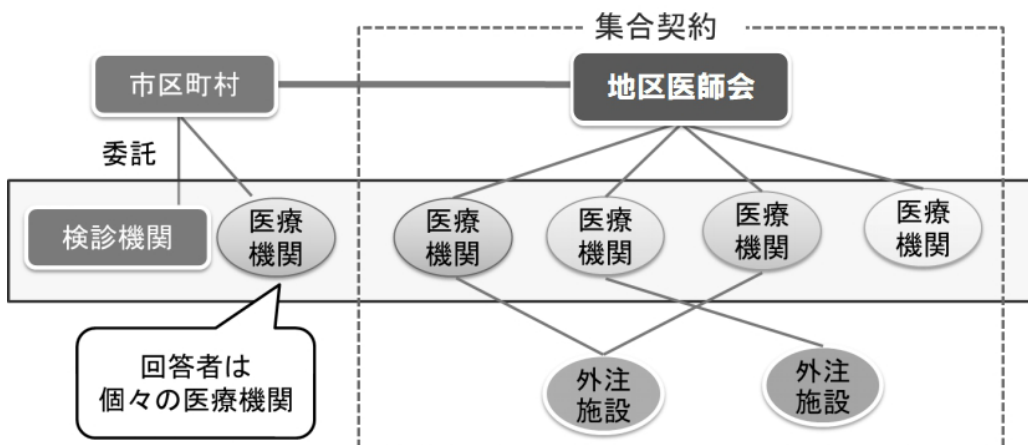 集合契約
市区町村
地区医師会
委託
検診機関
医療
機関
医療
機関
医療
機関
医療
機関
医療
機関
回答者は
個々の医療機関
外注
施設
外注
施設